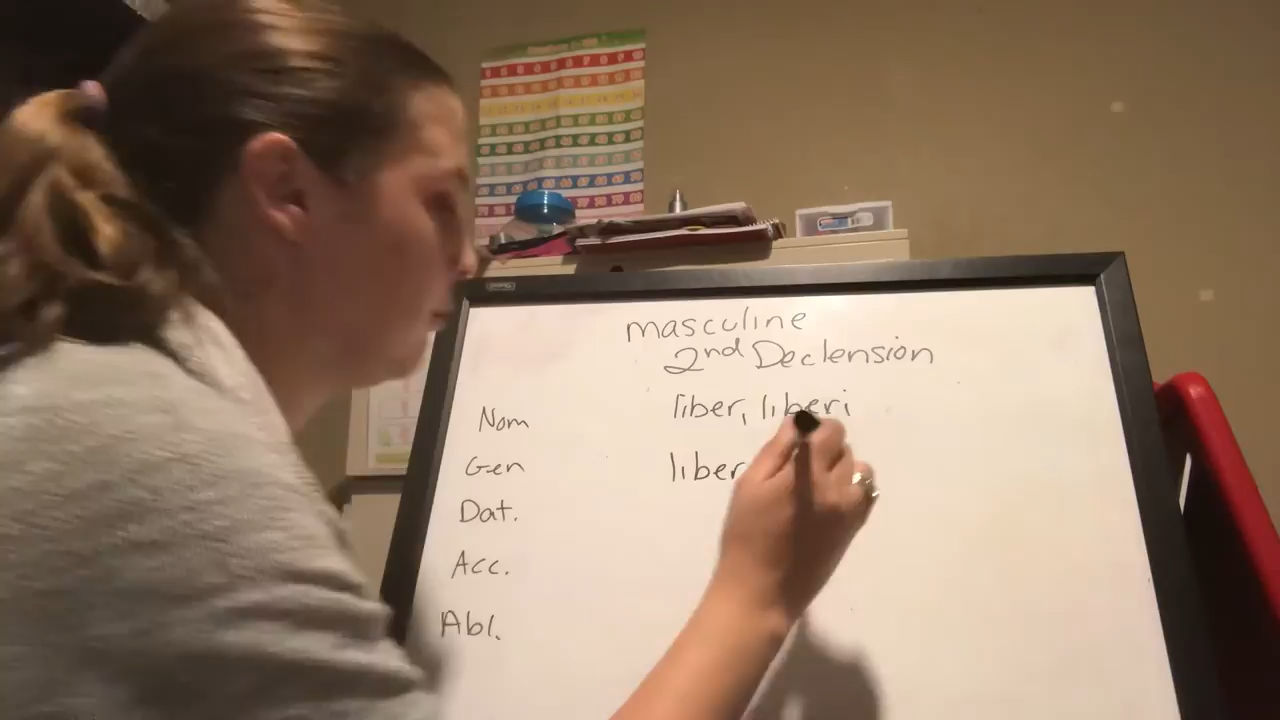 masculine
2nd Declension
Nom liber, liberi
Gen liber
Dat.
Acc.
Abl.